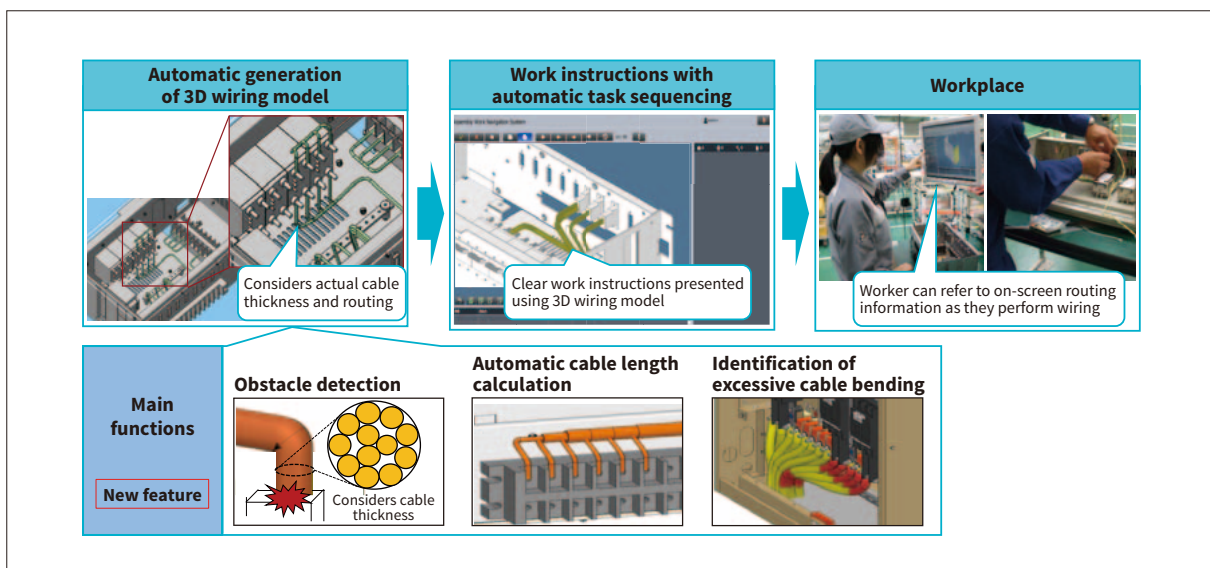 Automatic generation
of 3D wiring model
Work instructions with
automatic task sequencing
Workplace
Considers actual cable
thickness and routing
Clear work instructions presented
using 3D wiring model
Worker can refer to on-screen routing
information as they perform wiring
Main
functions
New feature
Obstacle detection
Considers cable
thickness
Automatic cable length
calculation
Identification of
excessive cable bending